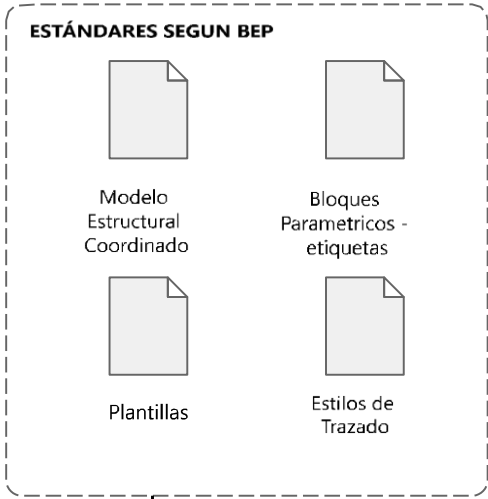 ESTÁNDARES SEGUN BEP
Modelo
Estructural
Coordinado
Bloques
Parametricos -
etiquetas
Plantillas
Estilos de
Trazado